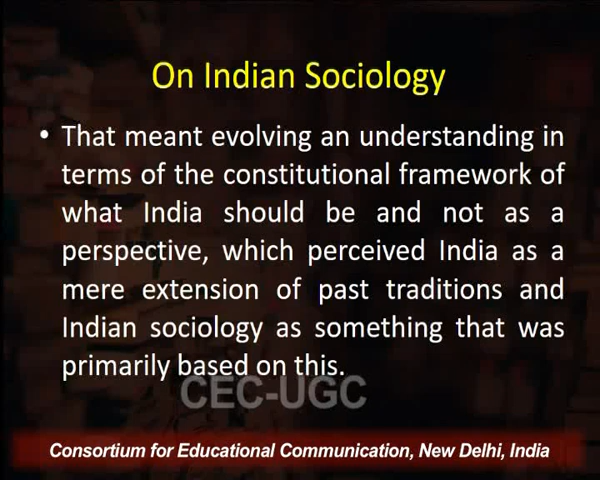 On Indian Sociology
• That meant evolving an understanding in
terms of the constitutional framework of
what India should be and not as a
perspective, which perceived India as a
mere extension of past traditions and
Indian sociology as something that was
primarily based on this.
CEC-UGC
Consortium for Educational Communication, New Delhi, India